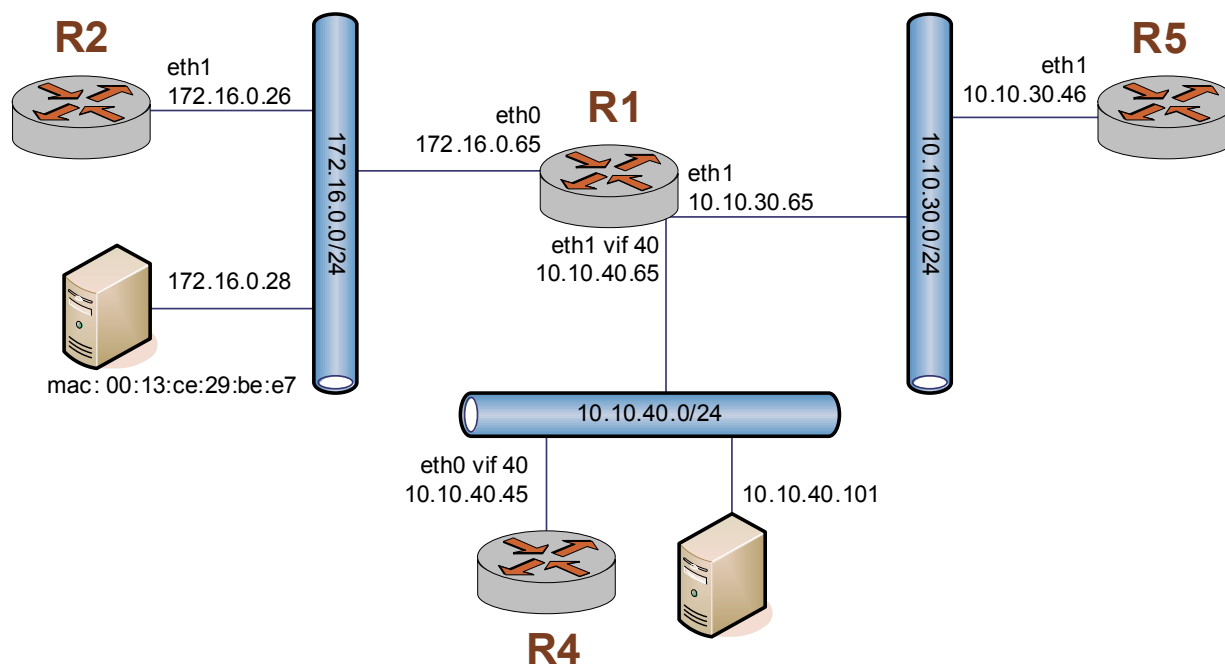 R2
eth1
172.16.0.26
172.16.0.28
mac: 00:13:ce:29:be:e7
172.16.0.0/24
eth0
172.16.0.65
R1
eth1
10.10.30.65
eth1 vif 40
10.10.40.65
10.10.30.0/24
R5
eth1
10.10.30.46
10.10.40.0/24
eth0 vif 40
10.10.40.45
10.10.40.101
R4